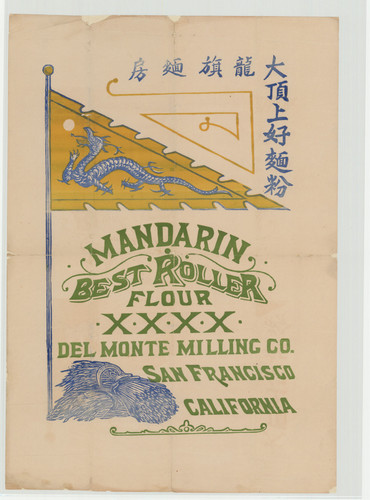 房麵旗龍
大頂上好麵粉
MANDARIN
BEST ROLLER
FLOUR
·X·X·X·X·
DEL MONTE MILLING CO.
SAN FRANCISCO
CALIFORNIA